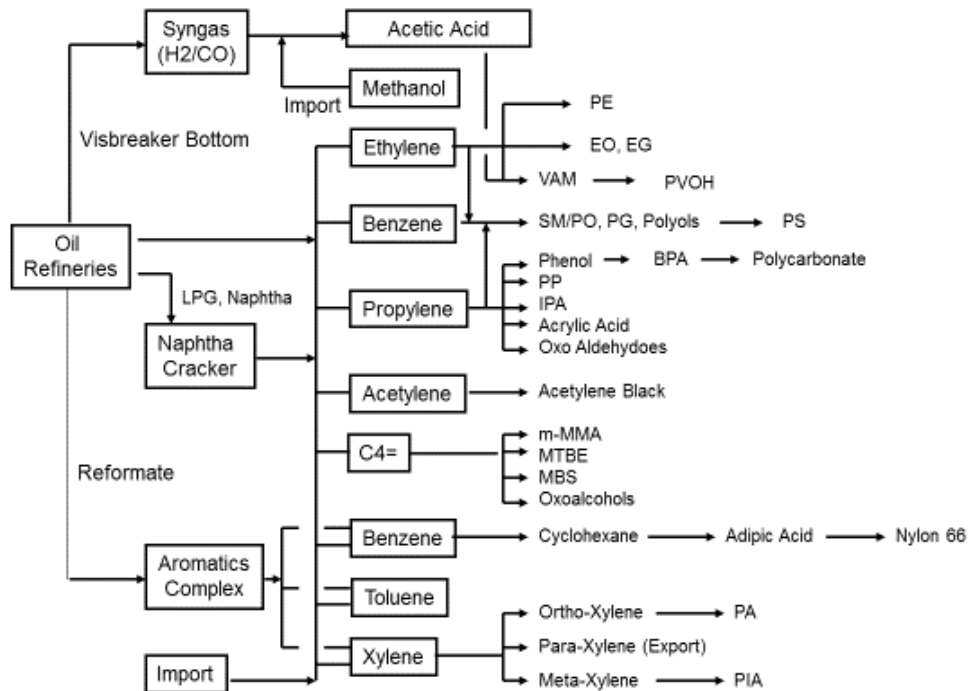 Syngas
(H2/CO)
Acetic Acid
Methanol
Import
PE
Visbreaker Bottom
Ethylene
EO, EG
VAM
PVOH
Benzene
SM/PO, PG, Polyols
PS
Oil
Refineries
Phenol
BPA
Polycarbonate
PP
LPG, Naphtha
Propylene
IPA
Acrylic Acid
Oxo Aldehydoes
Naphtha
Cracker
Acetylene
Acetylene Black
C4=
m-MMA
MTBE
MBS
Oxoalcohols
Reformate
Benzene
Cyclohexane
Adipic Acid
Nylon 66
Aromatics
Complex
Toluene
Ortho-Xylene
PA
Xylene
Para-Xylene (Export)
Import
Meta-Xylene
PIA